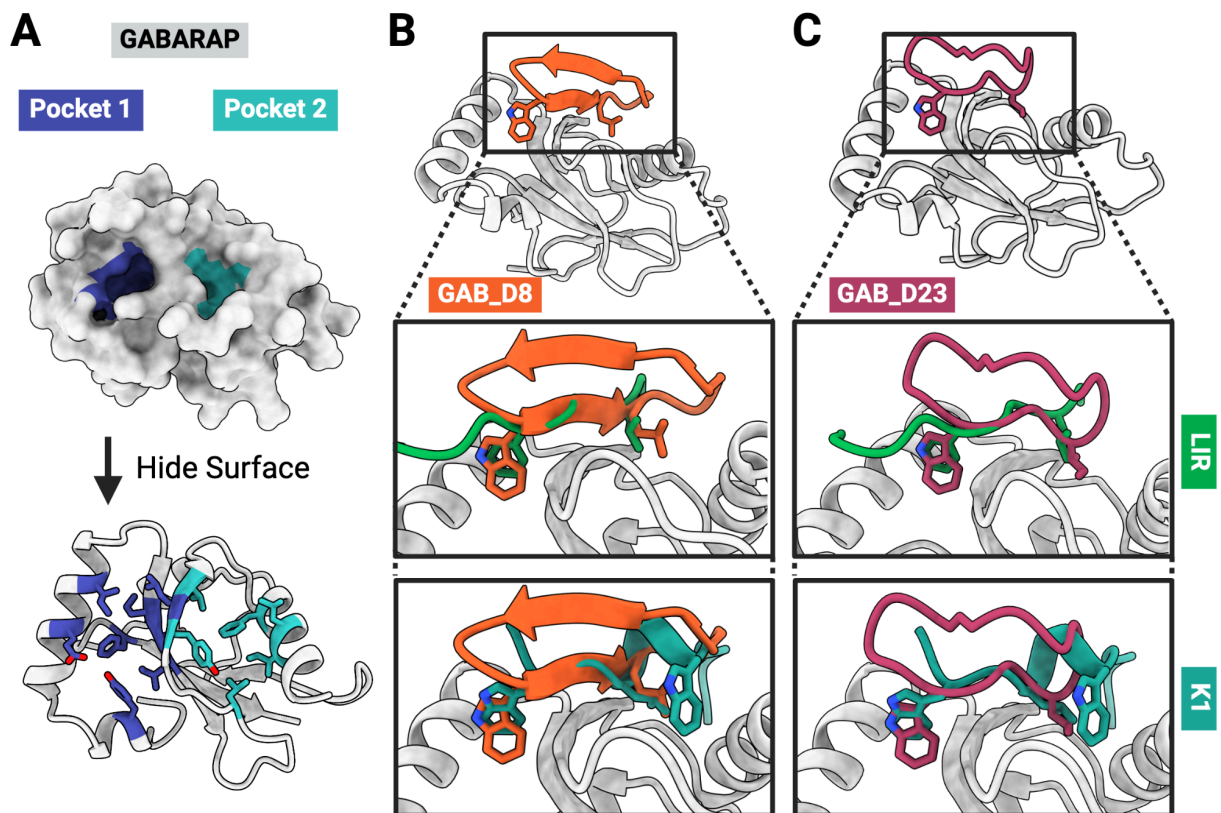 A
GABARAP
Pocket 1
Pocket 2
Hide Surface
B
GAB_D8
C
GAB_D23
LIR
K1